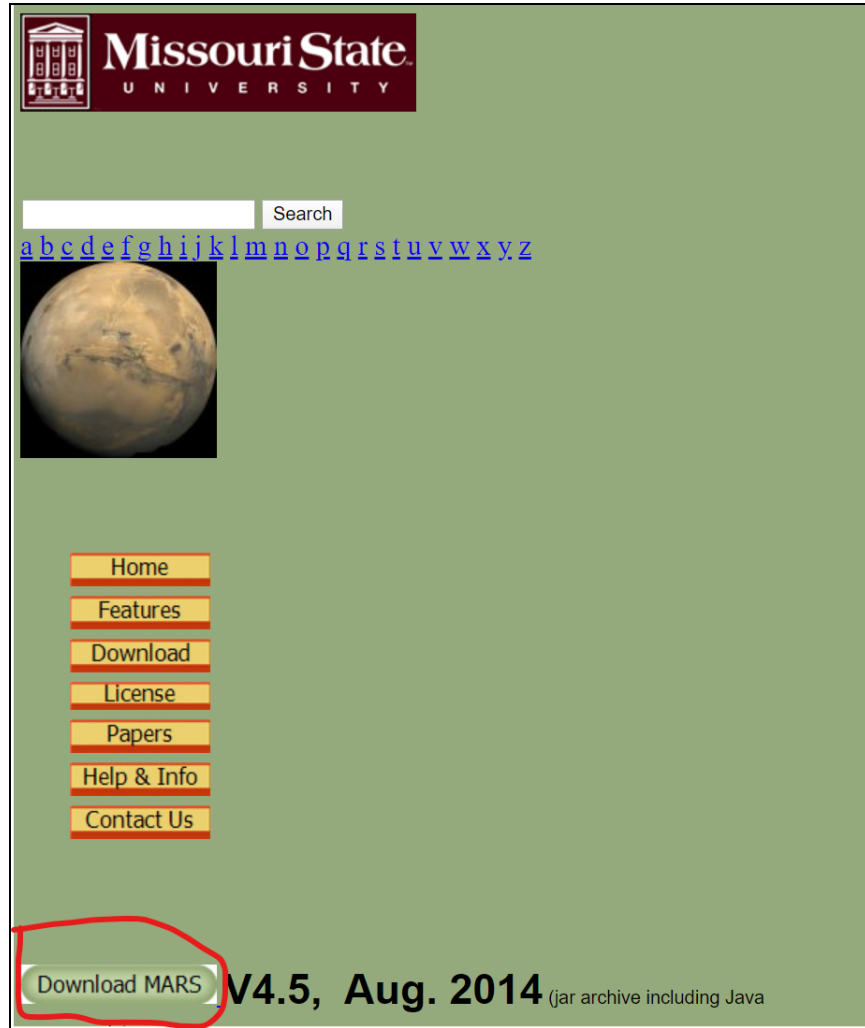 Missouri State
UNIVERSITY
Search
a b c d e f g h i j k l m n o p q r s t u v w x y z
Home
Features
Download
License
Papers
Help & Info
Contact Us
Download MARS V4.5, Aug. 2014 (jar archive including Java